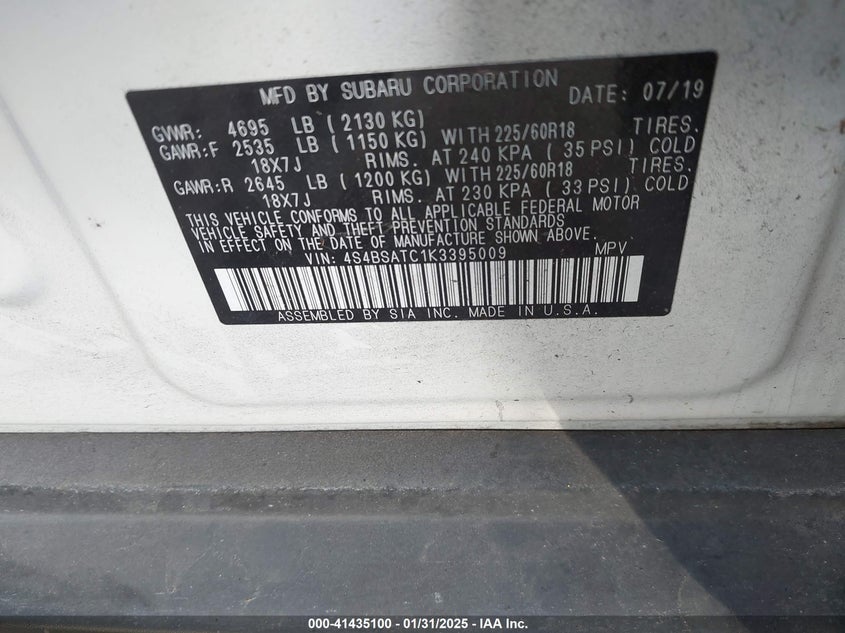 MFD BY SUBARU CORPORATION DATE: 07/19
GVWR: 4695 LB (2130 KG)
GAWR:F 2535 LB (1150 KG) WITH 225/60R18 TIRES.
18X7J RIMS. AT 240 KPA (35 PSI) COLD
GAWR:R 2645 LB (1200 KG) WITH 225/60R18 TIRES.
18X7J RIMS. AT 230 KPA (33 PSI) COLD
THIS VEHICLE CONFORMS TO ALL APPLICABLE FEDERAL MOTOR
VEHICLE SAFETY AND THEFT PREVENTION STANDARDS
IN EFFECT ON THE DATE OF MANUFACTURE SHOWN ABOVE.
VIN: 4S4BSATC1K3395009 MPV
ASSEMBLED BY SIA INC. MADE IN U.S.A.
000-41435100 - 01/31/2025 - IAA Inc.